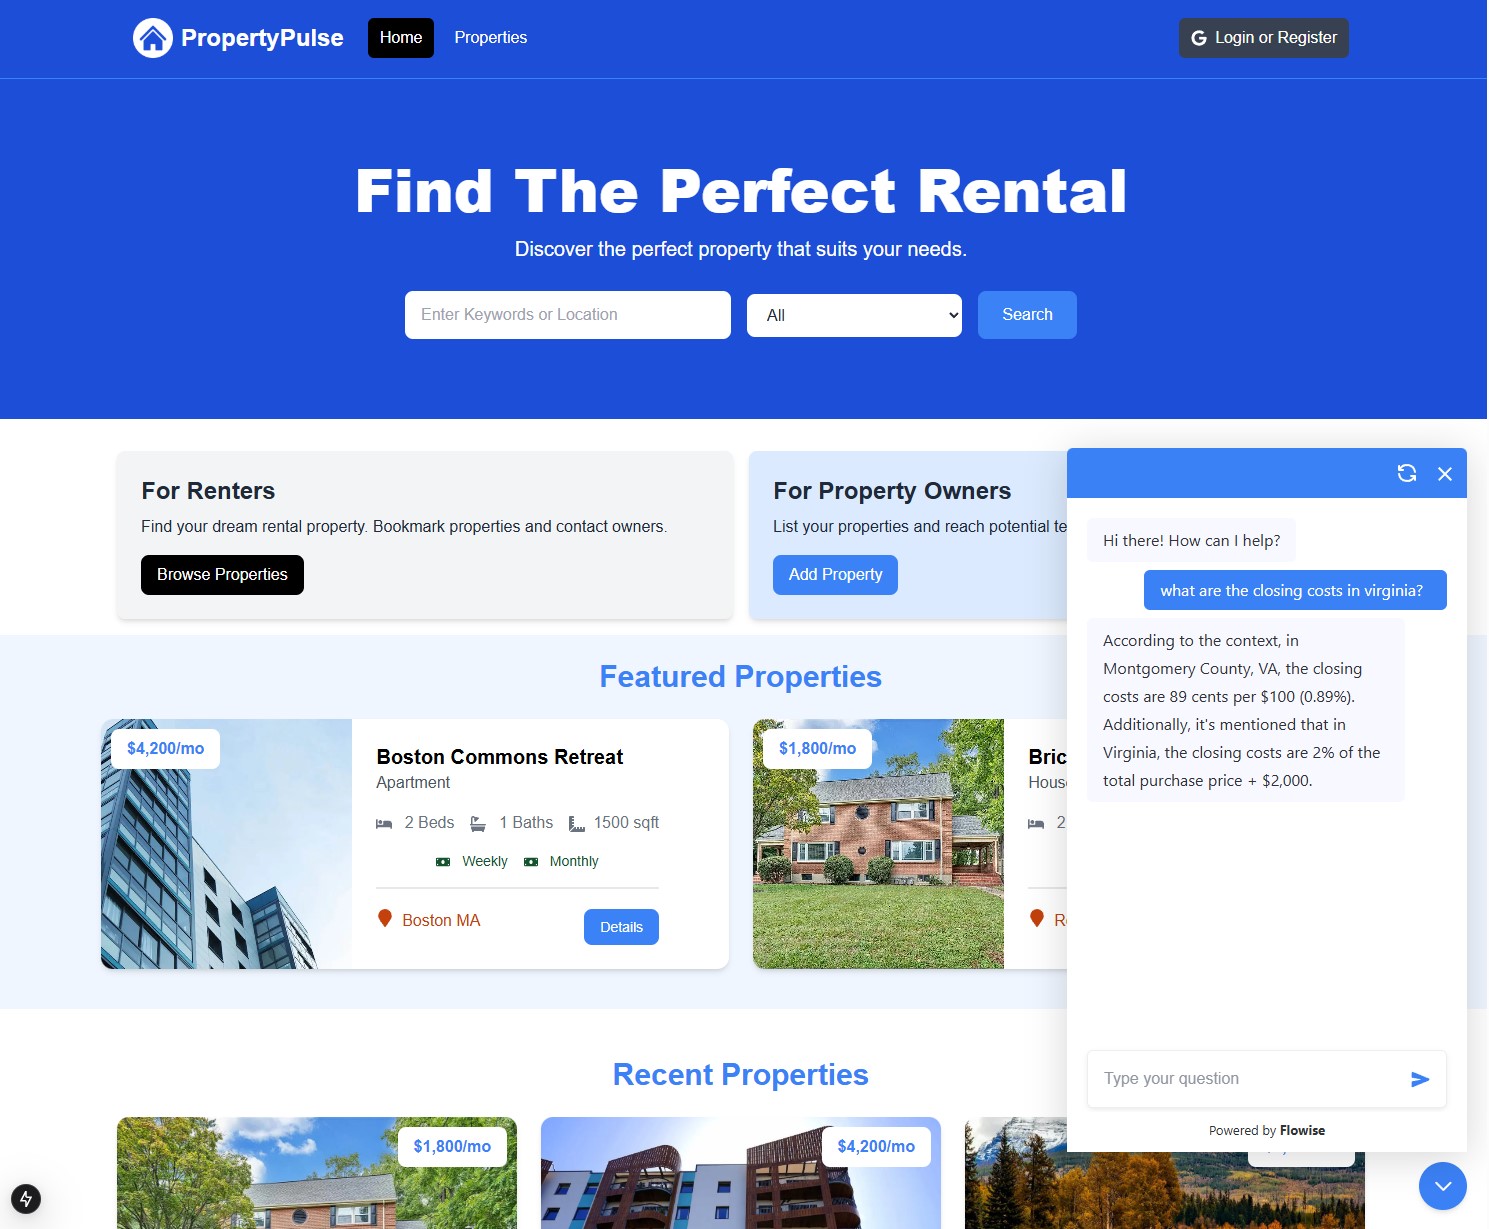 PropertyPulse
Home
Properties
Login or Register
Find The Perfect Rental
Discover the perfect property that suits your needs.
Enter Keywords or Location
All
Search
For Renters
Find your dream rental property. Bookmark properties and contact owners.
Browse Properties
For Property Owners
List your properties and reach potential te
Add Property
Featured Properties
$4,200/mo
Boston Commons Retreat
Apartment
2 Beds
1 Baths
1500 sqft
Weekly
Monthly
Boston MA
Details
$1,800/mo
Bric
Hous
2
Recent Properties
$1,800/mo
$4,200/mo
Hi there! How can I help?
what are the closing costs in virginia?
According to the context, in
Montgomery County, VA, the closing
costs are 89 cents per $100 (0.89%).
Additionally, it's mentioned that in
Virginia, the closing costs are 2% of the
total purchase price + $2,000.
Type your question
Powered by Flowise